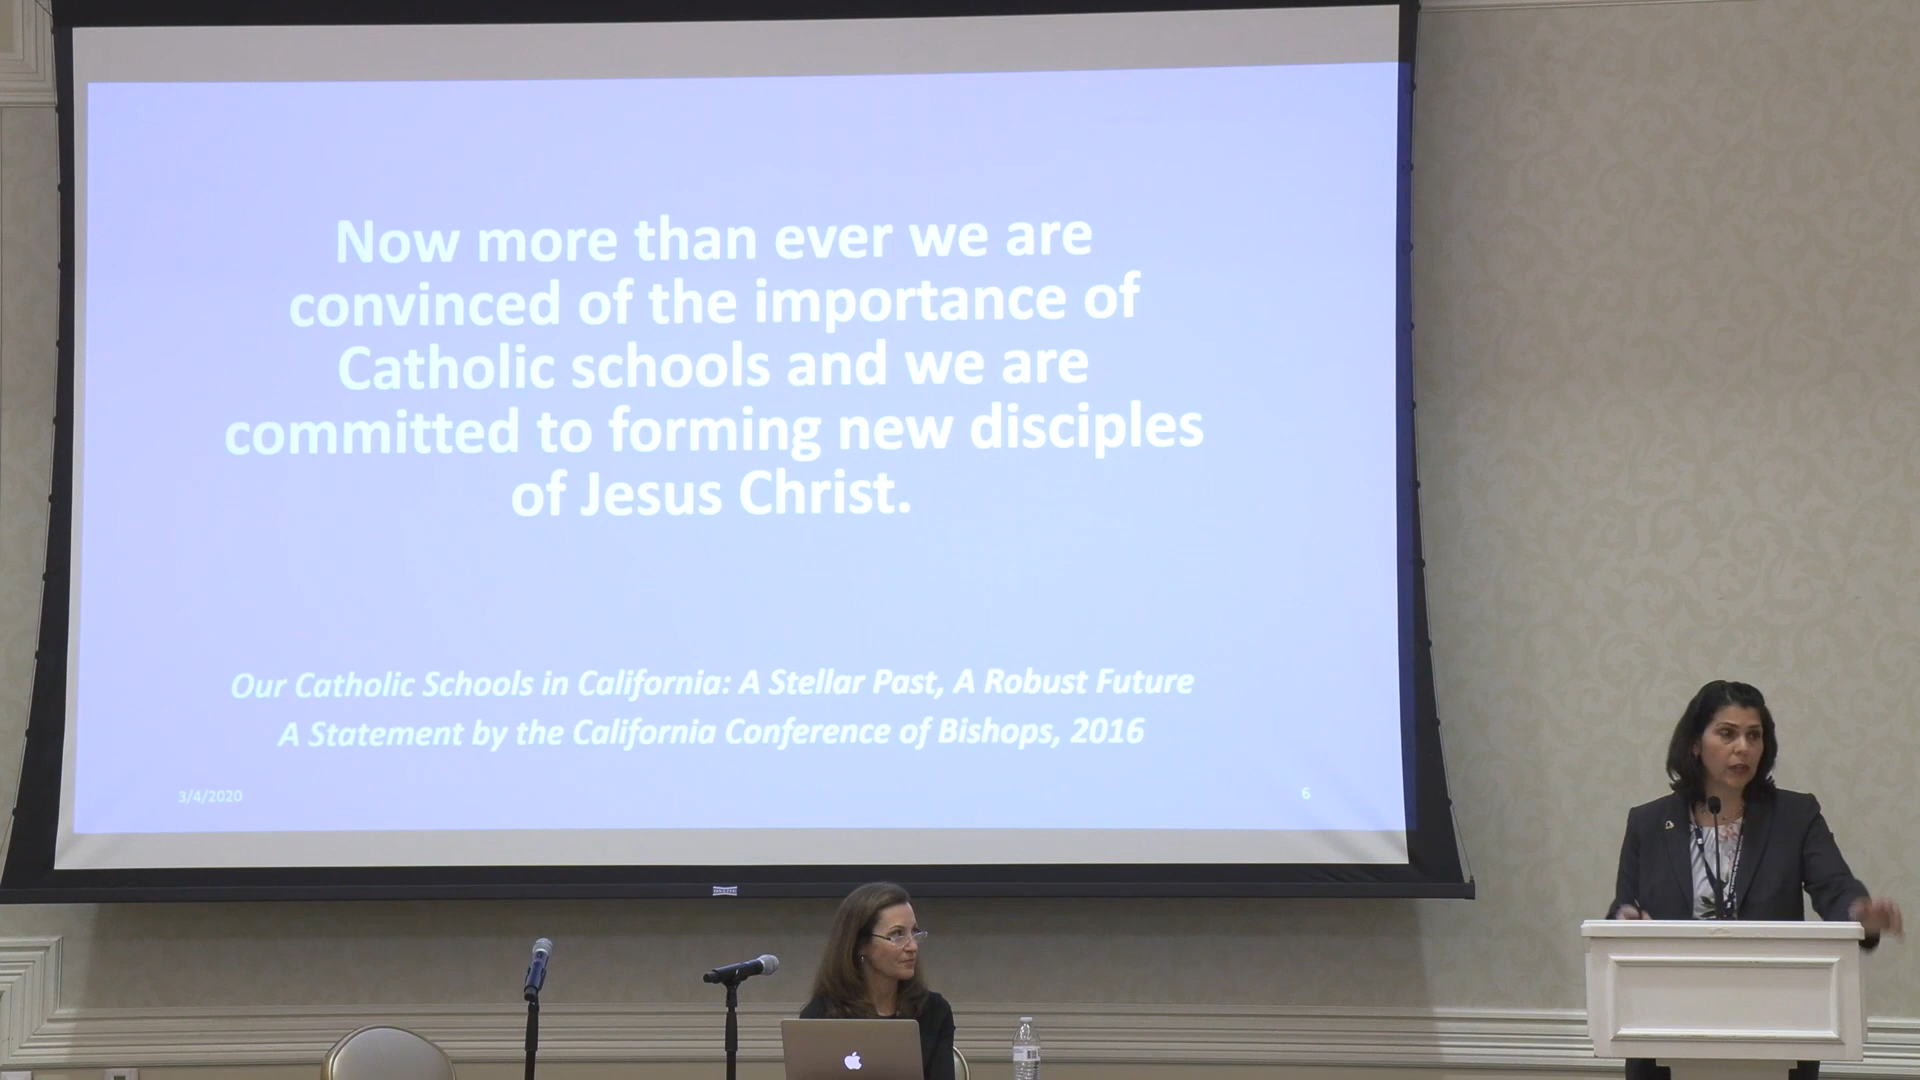 Now more than ever we are
convinced of the importance of
Catholic schools and we are
committed to forming new disciples
of Jesus Christ.
Our Catholic Schools in California: A Stellar Past, A Robust Future
A Statement by the California Conference of Bishops, 2016
3/4/2020
6